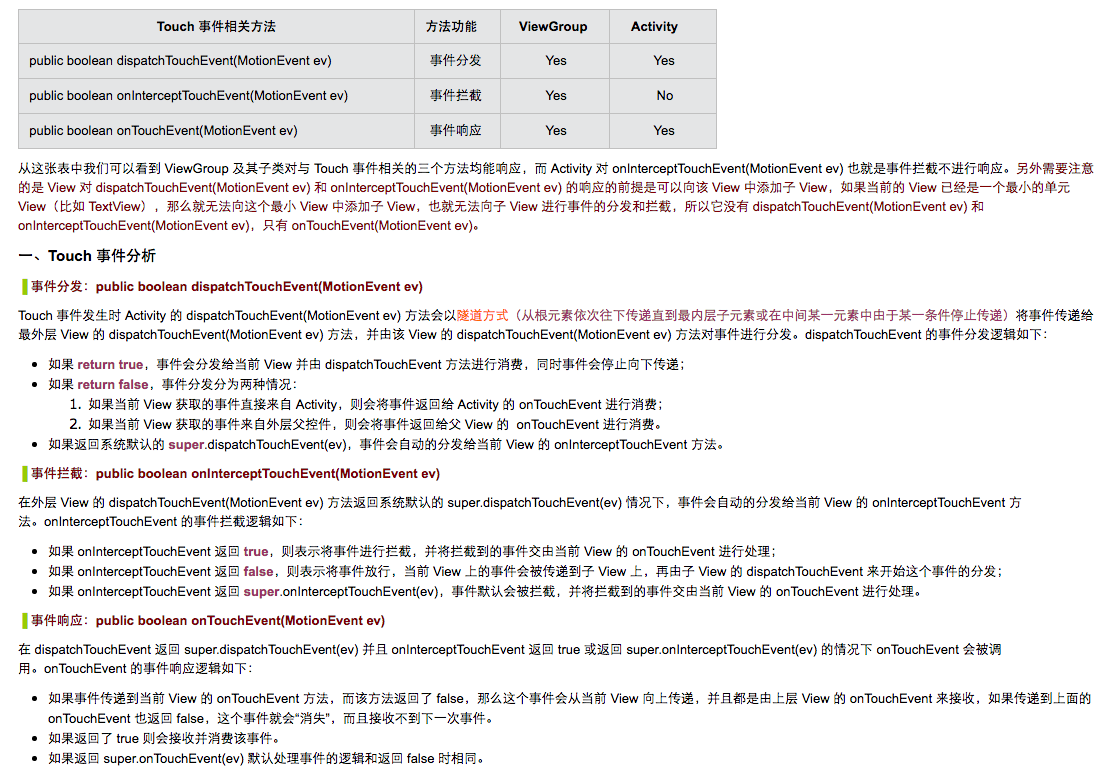 Touch 事件相关方法 方法功能 ViewGroup Activity
public boolean dispatchTouchEvent(MotionEvent ev) 事件分发 Yes Yes
public boolean onInterceptTouchEvent(MotionEvent ev) 事件拦截 Yes No
public boolean onTouchEvent(MotionEvent ev) 事件响应 Yes Yes
从这张表中我们可以看到 ViewGroup 及其子类对与 Touch 事件相关的三个方法均能响应，而 Activity 对 onInterceptTouchEvent(MotionEvent ev) 也就是事件拦截不进行响应。另外需要注意
的是 View 对 dispatchTouchEvent(MotionEvent ev) 和 onInterceptTouchEvent(MotionEvent ev) 的响应的前提是可以向该 View 中添加子 View，如果当前的 View 已经是一个最小的单元
View（比如 TextView），那么就无法向这个最小 View 中添加子 View，也就无法向子 View 进行事件的分发和拦截，所以它没有 dispatchTouchEvent(MotionEvent ev) 和
onInterceptTouchEvent(MotionEvent ev)，只有 onTouchEvent(MotionEvent ev)。
一、Touch 事件分析
事件分发：public boolean dispatchTouchEvent(MotionEvent ev)
Touch 事件发生时 Activity 的 dispatchTouchEvent(MotionEvent ev) 方法会以隧道方式（从根元素依次往下传递直到最内层子元素或在中间某一元素中由于某一条件停止传递）将事件传递给
最外层 View 的 dispatchTouchEvent(MotionEvent ev) 方法，并由该 View 的 dispatchTouchEvent(MotionEvent ev) 方法对事件进行分发。dispatchTouchEvent 的事件分发逻辑如下：
• 如果 return true，事件会分发给当前 View 并由 dispatchTouchEvent 方法进行消费，同时事件会停止向下传递；
• 如果 return false，事件分发分为两种情况：
1. 如果当前 View 获取的事件直接来自 Activity，则会将事件返回给 Activity 的 onTouchEvent 进行消费；
2. 如果当前 View 获取的事件来自外层父控件，则会将事件返回给父 View 的 onTouchEvent 进行消费。
• 如果返回系统默认的 super.dispatchTouchEvent(ev)，事件会自动的分发给当前 View 的 onInterceptTouchEvent 方法。
事件拦截：public boolean onInterceptTouchEvent(MotionEvent ev)
在外层 View 的 dispatchTouchEvent(MotionEvent ev) 方法返回系统默认的 super.dispatchTouchEvent(ev) 情况下，事件会自动的分发给当前 View 的 onInterceptTouchEvent 方
法。onInterceptTouchEvent 的事件拦截逻辑如下：
• 如果 onInterceptTouchEvent 返回 true，则表示将事件进行拦截，并将拦截到的事件交由当前 View 的 onTouchEvent 进行处理；
• 如果 onInterceptTouchEvent 返回 false，则表示将事件放行，当前 View 上的事件会被传递到子 View 上，再由子 View 的 dispatchTouchEvent 来开始这个事件的分发；
• 如果 onInterceptTouchEvent 返回 super.onInterceptTouchEvent(ev)，事件默认会被拦截，并将拦截到的事件交由当前 View 的 onTouchEvent 进行处理。
事件响应：public boolean onTouchEvent(MotionEvent ev)
在 dispatchTouchEvent 返回 super.dispatchTouchEvent(ev) 并且 onInterceptTouchEvent 返回 true 或返回 super.onInterceptTouchEvent(ev) 的情况下 onTouchEvent 会被调
用。onTouchEvent 的事件响应逻辑如下：
• 如果事件传递到当前 View 的 onTouchEvent 方法，而该方法返回了 false，那么这个事件会从当前 View 向上传递，并且都是由上层 View 的 onTouchEvent 来接收，如果传递到上面的
onTouchEvent 也返回 false，这个事件就会“消失”，而且接收不到下一次事件。
• 如果返回了 true 则会接收并消费该事件。
• 如果返回 super.onTouchEvent(ev) 默认处理事件的逻辑和返回 false 时相同。